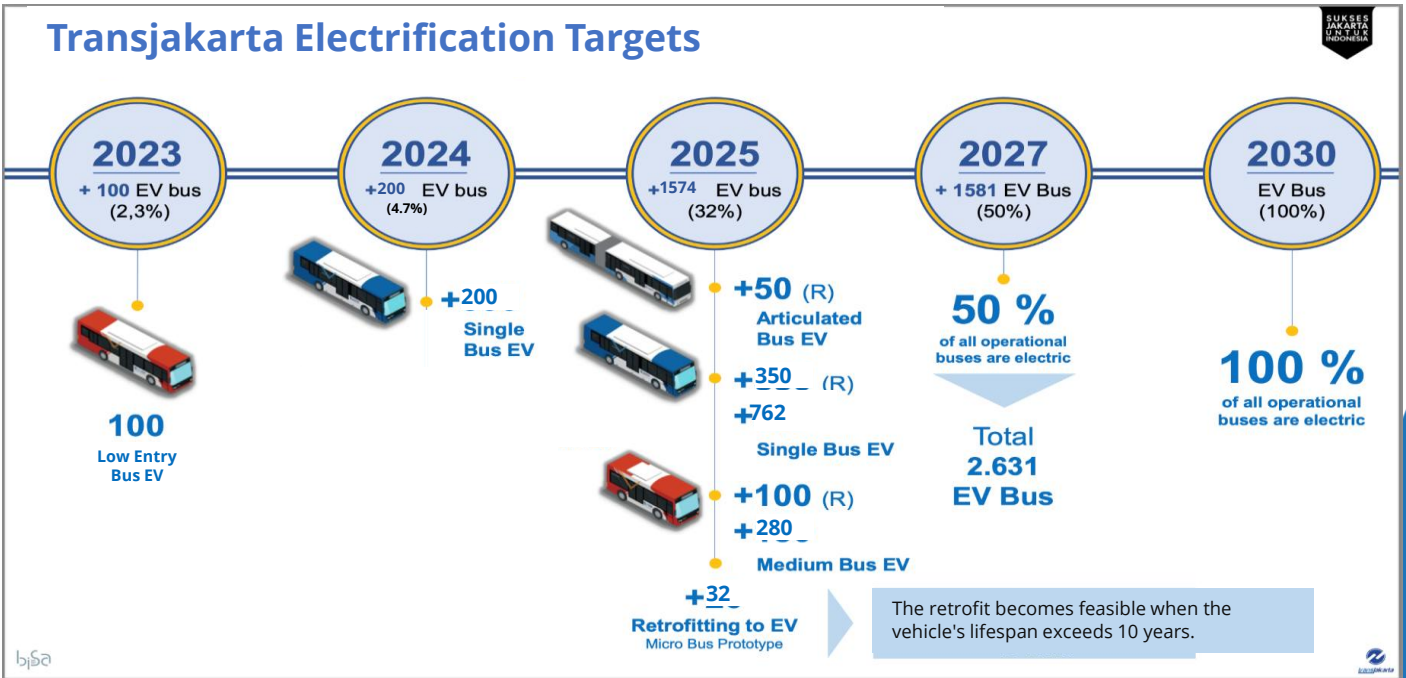 Transjakarta Electrification Targets
SUKSES
JAKARTA
UNTUK
INDONESIA
2023
+ 100 EV bus
(2,3%)
100
Low Entry
Bus EV
2024
+200 EV bus
(4.7%)
+200
Single
Bus EV
2025
+1574 EV bus
(32%)
+50 (R)
Articulated
Bus EV
+350 (R)
+762
Single Bus EV
+100 (R)
+280
Medium Bus EV
+32
Retrofitting to EV
Micro Bus Prototype
The retrofit becomes feasible when the
vehicle's lifespan exceeds 10 years.
2027
+ 1581 EV Bus
(50%)
50 %
of all operational
buses are electric
Total
2.631
EV Bus
2030
EV Bus
(100%)
100 %
of all operational
buses are electric
bisa
transjakarta